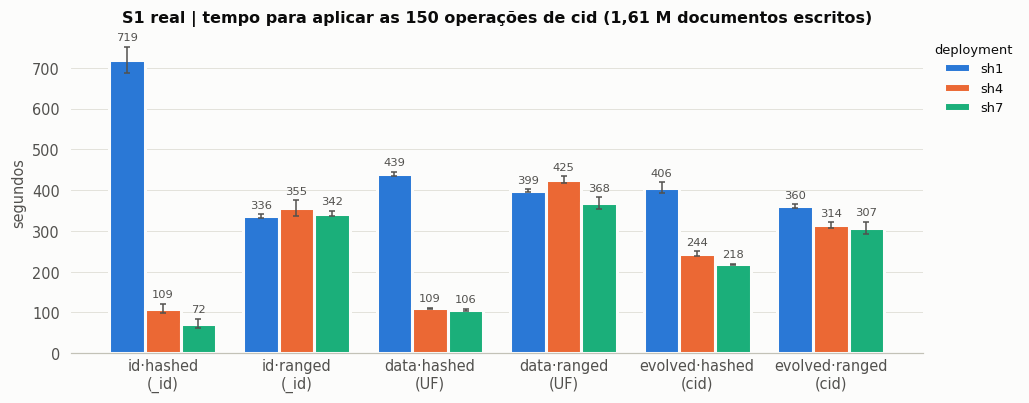 S1 real | tempo para aplicar as 150 operações de cid (1,61 M documentos escritos)
deployment
sh1
sh4
sh7
segundos
700
600
500
400
300
200
100
0
719
109
72
336
355
342
439
109
106
399
425
368
406
244
218
360
314
307
id·hashed
(_id)
id·ranged
(_id)
data·hashed
(UF)
data·ranged
(UF)
evolved·hashed
(cid)
evolved·ranged
(cid)